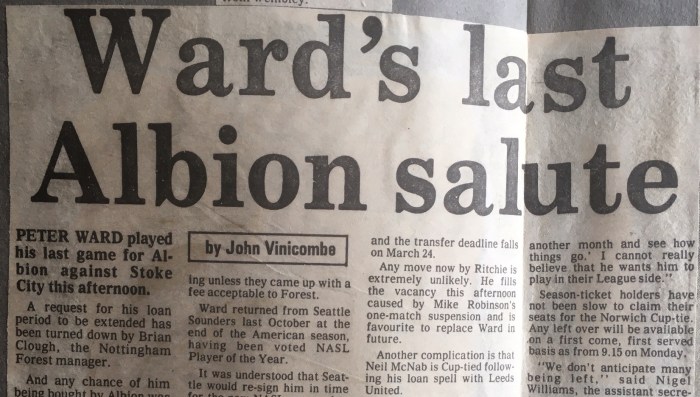 from Wembley.
Ward's last
Albion salute
PETER WARD played
his last game for Al-
bion against Stoke
City this afternoon.
A request for his loan
period to be extended has
been turned down by Brian
Clough, the Nottingham
Forest manager.
And any chance of him
being bought by Albion was
by John Vinicombe
ing unless they came up with a
fee acceptable to Forest.
Ward returned from Seattle
Sounders last October at the
end of the American season,
having been voted NASL
Player of the Year.
It was understood that Seat-
tle would re-sign him in time
for the new NASL
and the transfer deadline falls
on March 24.
Any move now by Ritchie is
extremely unlikely. He fills
the vacancy this afternoon
caused by Mike Robinson's
one-match suspension and is
favourite to replace Ward in
future.
Another complication is that
Neil McNab is Cup-tied follow-
ing his loan spell with Leeds
United.
another month and see how
things go.' I cannot really
believe that he wants him to
play in their League side."
Season-ticket holders have
not been slow to claim their
seats for the Norwich Cup-tie.
Any left over will be available
on a first come, first served
basis as from 9.15 on Monday.
"We don't anticipate many
being left," said Nigel
Williams, the assistant secre-